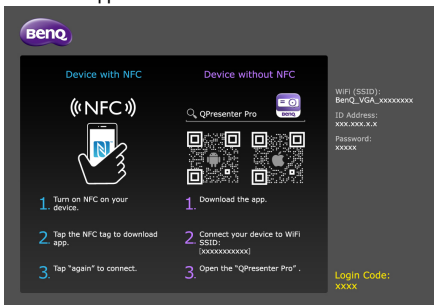 BenQ
Device with NFC
((NFC))
N
1. Turn on NFC on your
device.
2. Tap the NFC tag to download
app.
3. Tap "again" to connect.
Device without NFC
QPresenter Pro
BENQ
1. Download the app.
2. Connect your device to WiFi
SSID:
[xxxxxxxxxxx]
3. Open the "QPresenter Pro" .
WiFi (SSID):
BenQ_VGA_xxxxxxxx
ID Address:
xxx.xxx.x.x
Password:
xxxxx
Login Code:
xxxx